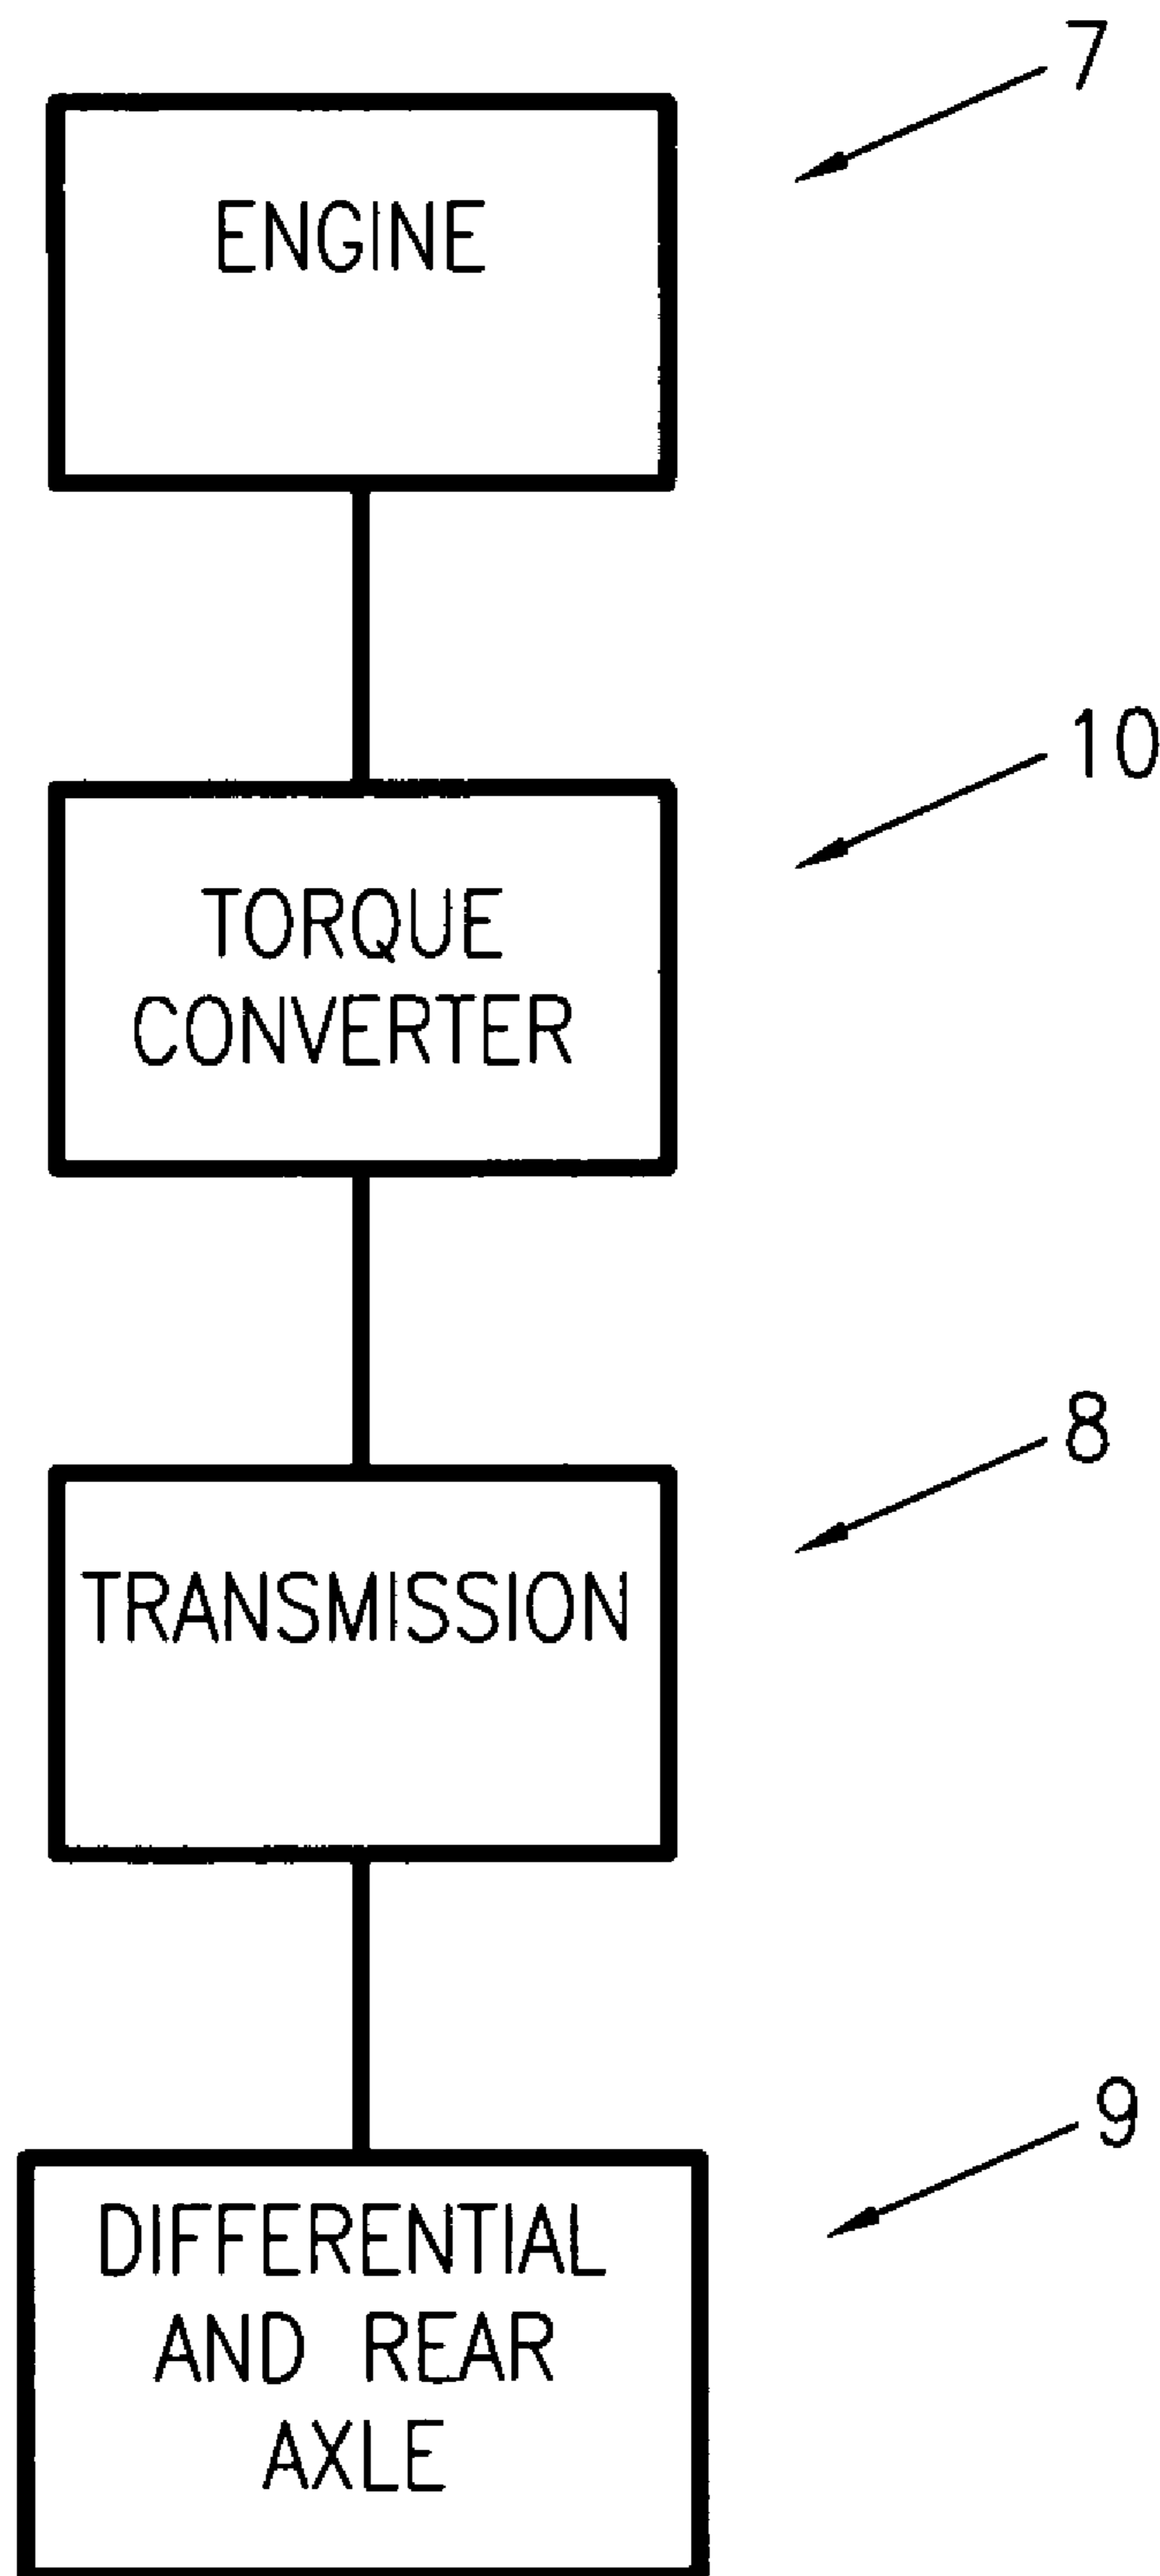 7
ENGINE
10
TORQUE
CONVERTER
8
TRANSMISSION
9
DIFFERENTIAL
AND REAR
AXLE